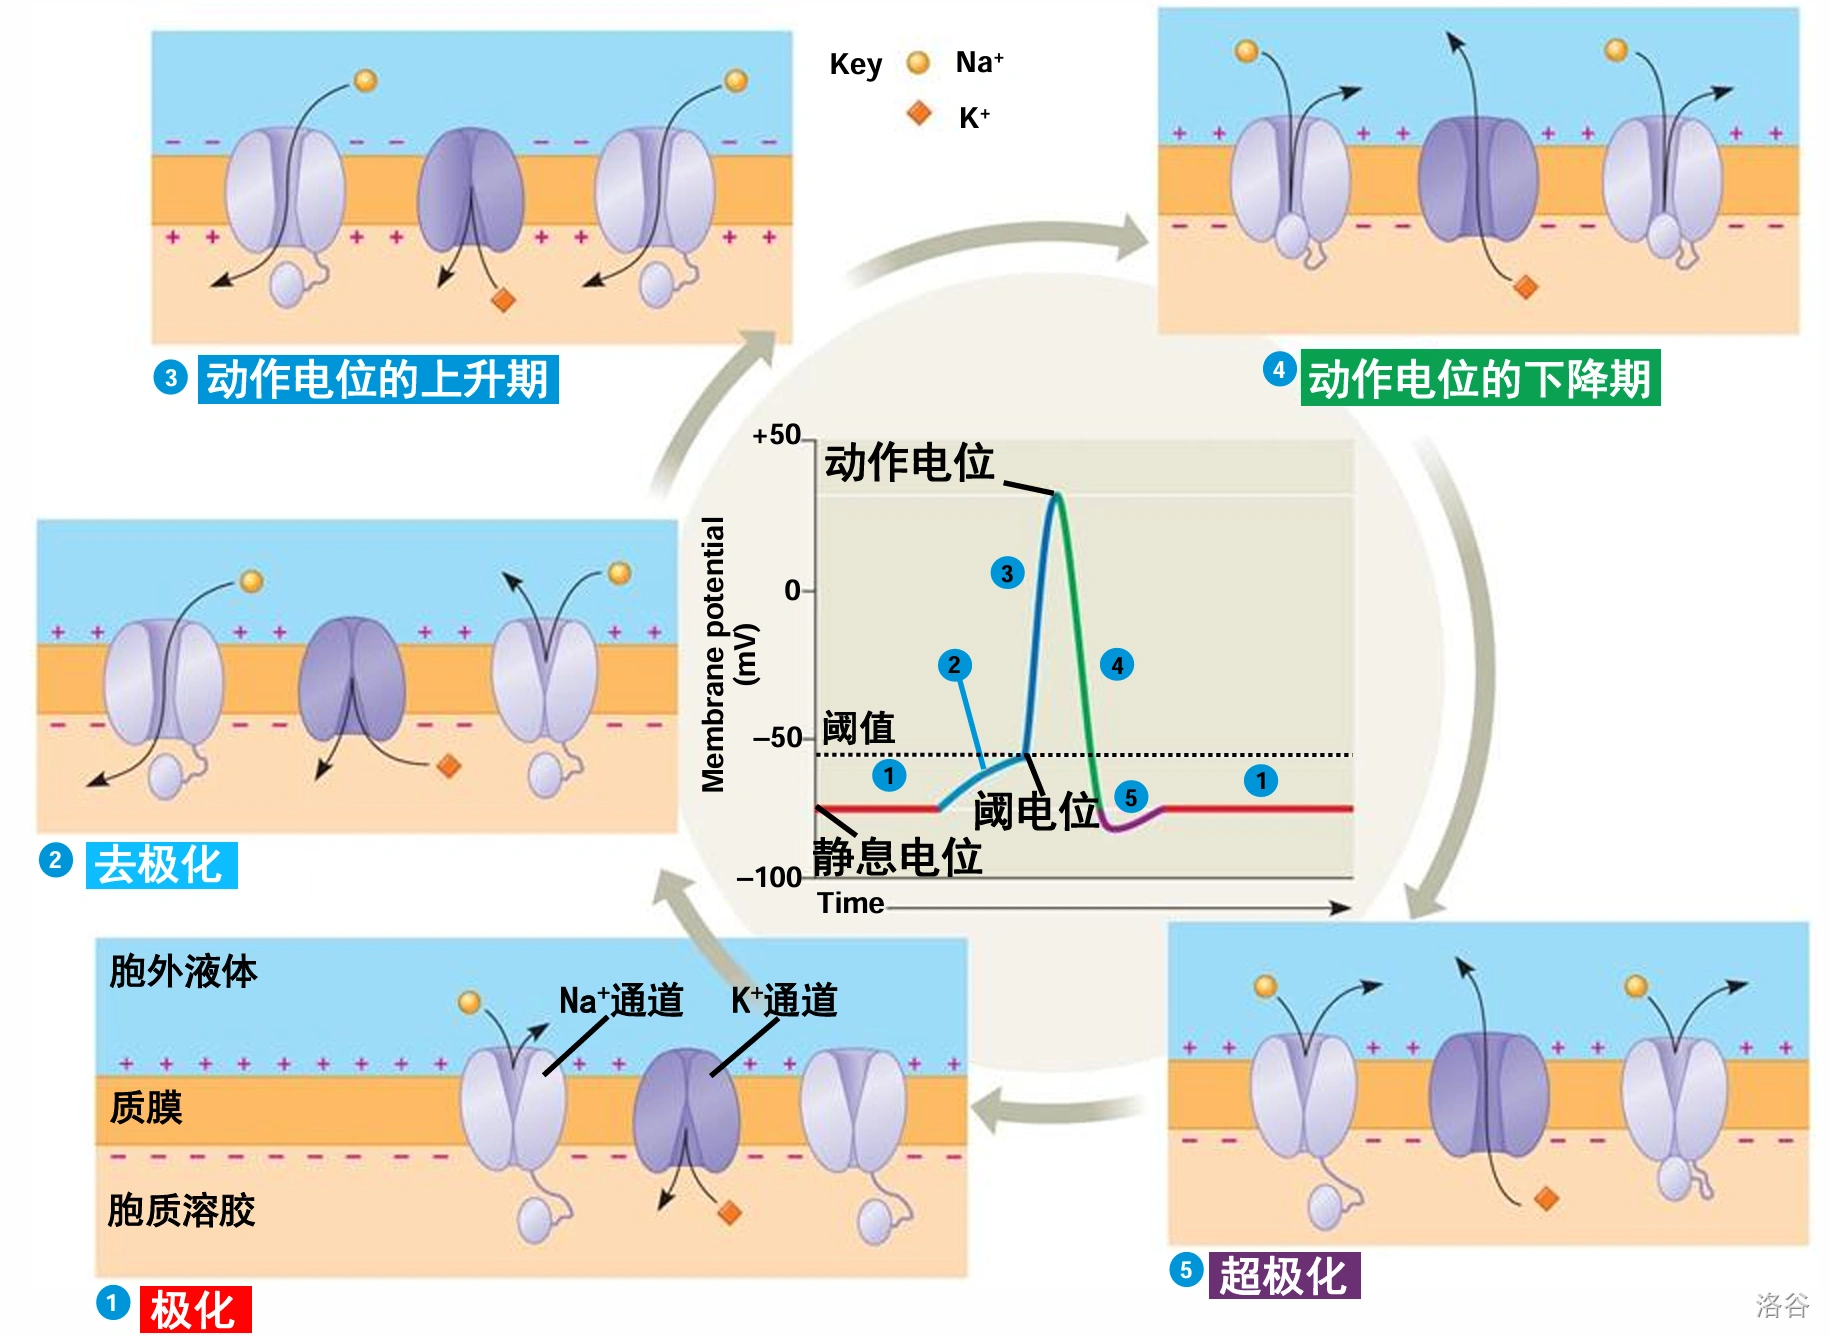 Key Na⁺
K⁺
3 动作电位的上升期
4 动作电位的下降期
+50
动作电位
3
0
Membrane potential
(mV)
2
4
阈值
–50
1
5
1
阈电位
静息电位
–100
Time
2 去极化
胞外液体
Na⁺通道
K⁺通道
质膜
胞质溶胶
1 极化
5 超极化
洛谷
+ + + + + + + + + + + +
− − − − − − − − − − − −